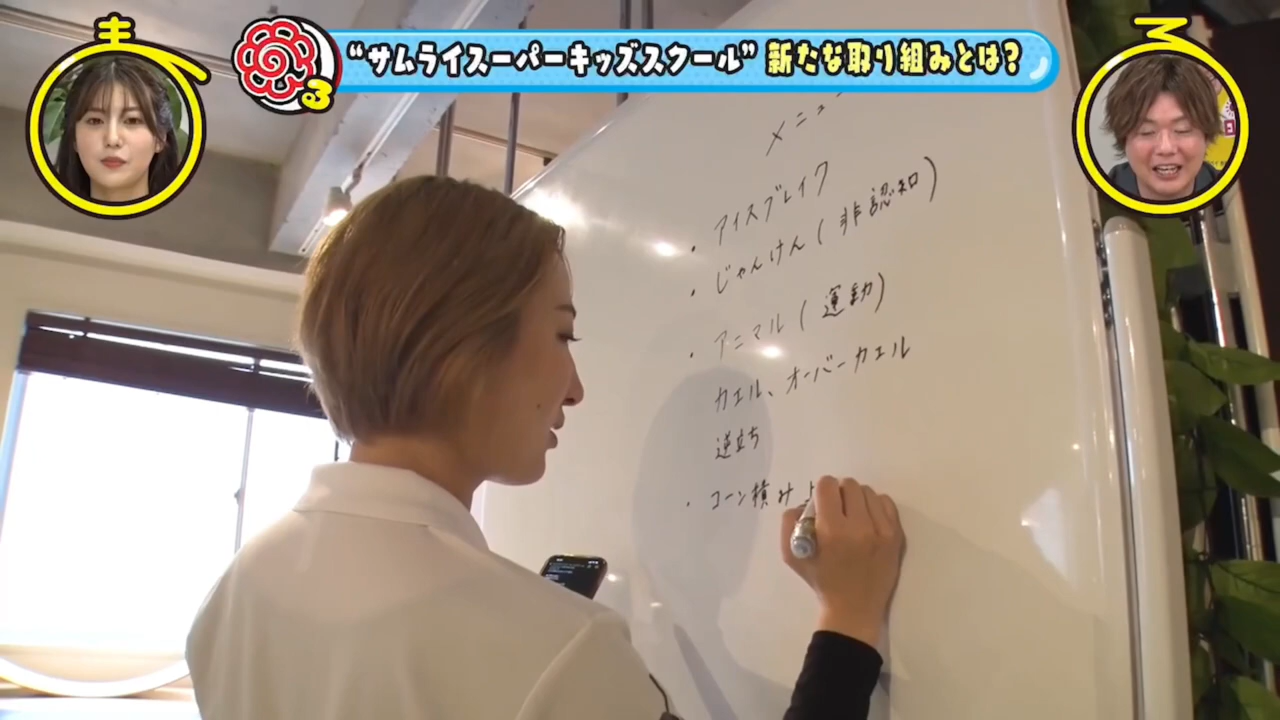 “サムライスーパーキッズスクール”新たな取り組みとは?
3
メニュー
・アイスブレイク
・じゃんけん(非認知)
・アニマル(運動)
カエル、オーバーカエル
逆立ち
・コーン積み上